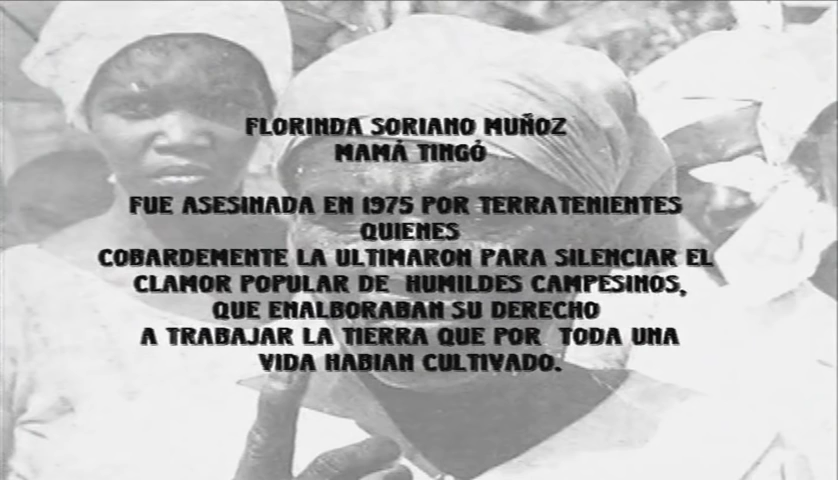 FLORINDA SORIANO MUÑOZ
MAMÁ TINGÓ
FUE ASESINADA EN 1975 POR TERRATENIENTES
QUIENES
COBARDEMENTE LA ULTIMARON PARA SILENCIAR EL
CLAMOR POPULAR DE HUMILDES CAMPESINOS,
QUE ENALBORABAN SU DERECHO
A TRABAJAR LA TIERRA QUE POR TODA UNA
VIDA HABIAN CULTIVADO.